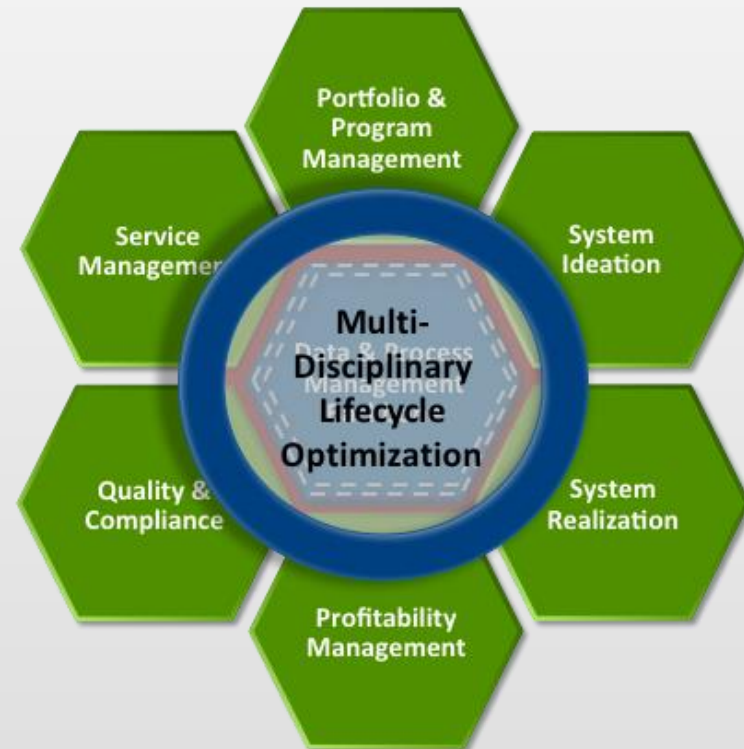 Portfolio &
Program
Management
Service
Managemen
System
Ideation
Multi-
Disciplinary
Lifecycle
Optimization
Data & Process
Management
Quality &
Compliance
System
Realization
Profitability
Management